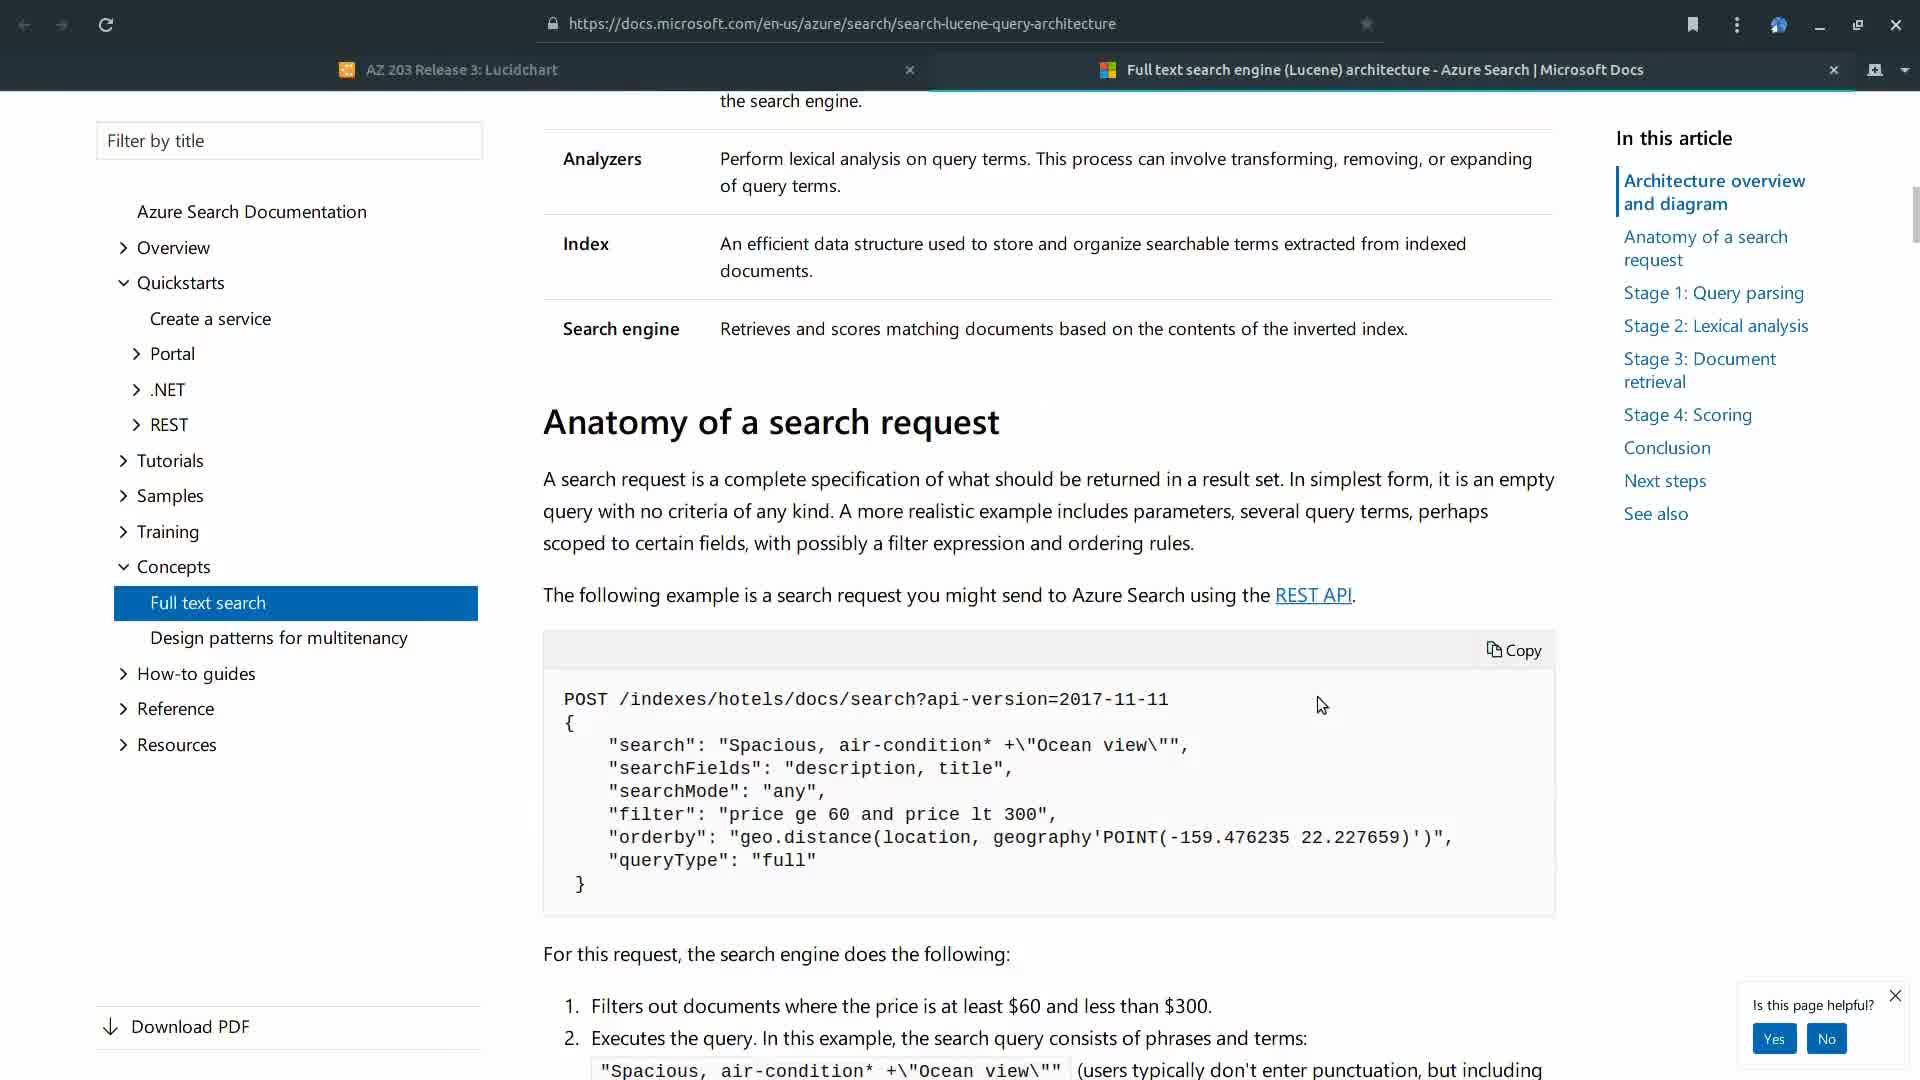 https://docs.microsoft.com/en-us/azure/search/search-lucene-query-architecture
AZ 203 Release 3: Lucidchart
Full text search engine (Lucene) architecture - Azure Search | Microsoft Docs
Filter by title
Azure Search Documentation
Overview
Quickstarts
Create a service
Portal
.NET
REST
Tutorials
Samples
Training
Concepts
Full text search
Design patterns for multitenancy
How-to guides
Reference
Resources
Download PDF
the search engine.
Analyzers
Perform lexical analysis on query terms. This process can involve transforming, removing, or expanding
of query terms.
Index
An efficient data structure used to store and organize searchable terms extracted from indexed
documents.
Search engine
Retrieves and scores matching documents based on the contents of the inverted index.
Anatomy of a search request
A search request is a complete specification of what should be returned in a result set. In simplest form, it is an empty
query with no criteria of any kind. A more realistic example includes parameters, several query terms, perhaps
scoped to certain fields, with possibly a filter expression and ordering rules.
The following example is a search request you might send to Azure Search using the REST API.
Copy
POST /indexes/hotels/docs/search?api-version=2017-11-11
{
"search": "Spacious, air-condition* +\"Ocean view\"",
"searchFields": "description, title",
"searchMode": "any",
"filter": "price ge 60 and price lt 300",
"orderby": "geo.distance(location, geography'POINT(-159.476235 22.227659)')",
"queryType": "full"
}
For this request, the search engine does the following:
1. Filters out documents where the price is at least $60 and less than $300.
2. Executes the query. In this example, the search query consists of phrases and terms:
"Spacious, air-condition* +\"Ocean view\"" (users typically don't enter punctuation, but including
In this article
Architecture overview
and diagram
Anatomy of a search
request
Stage 1: Query parsing
Stage 2: Lexical analysis
Stage 3: Document
retrieval
Stage 4: Scoring
Conclusion
Next steps
See also
Is this page helpful?
Yes
No